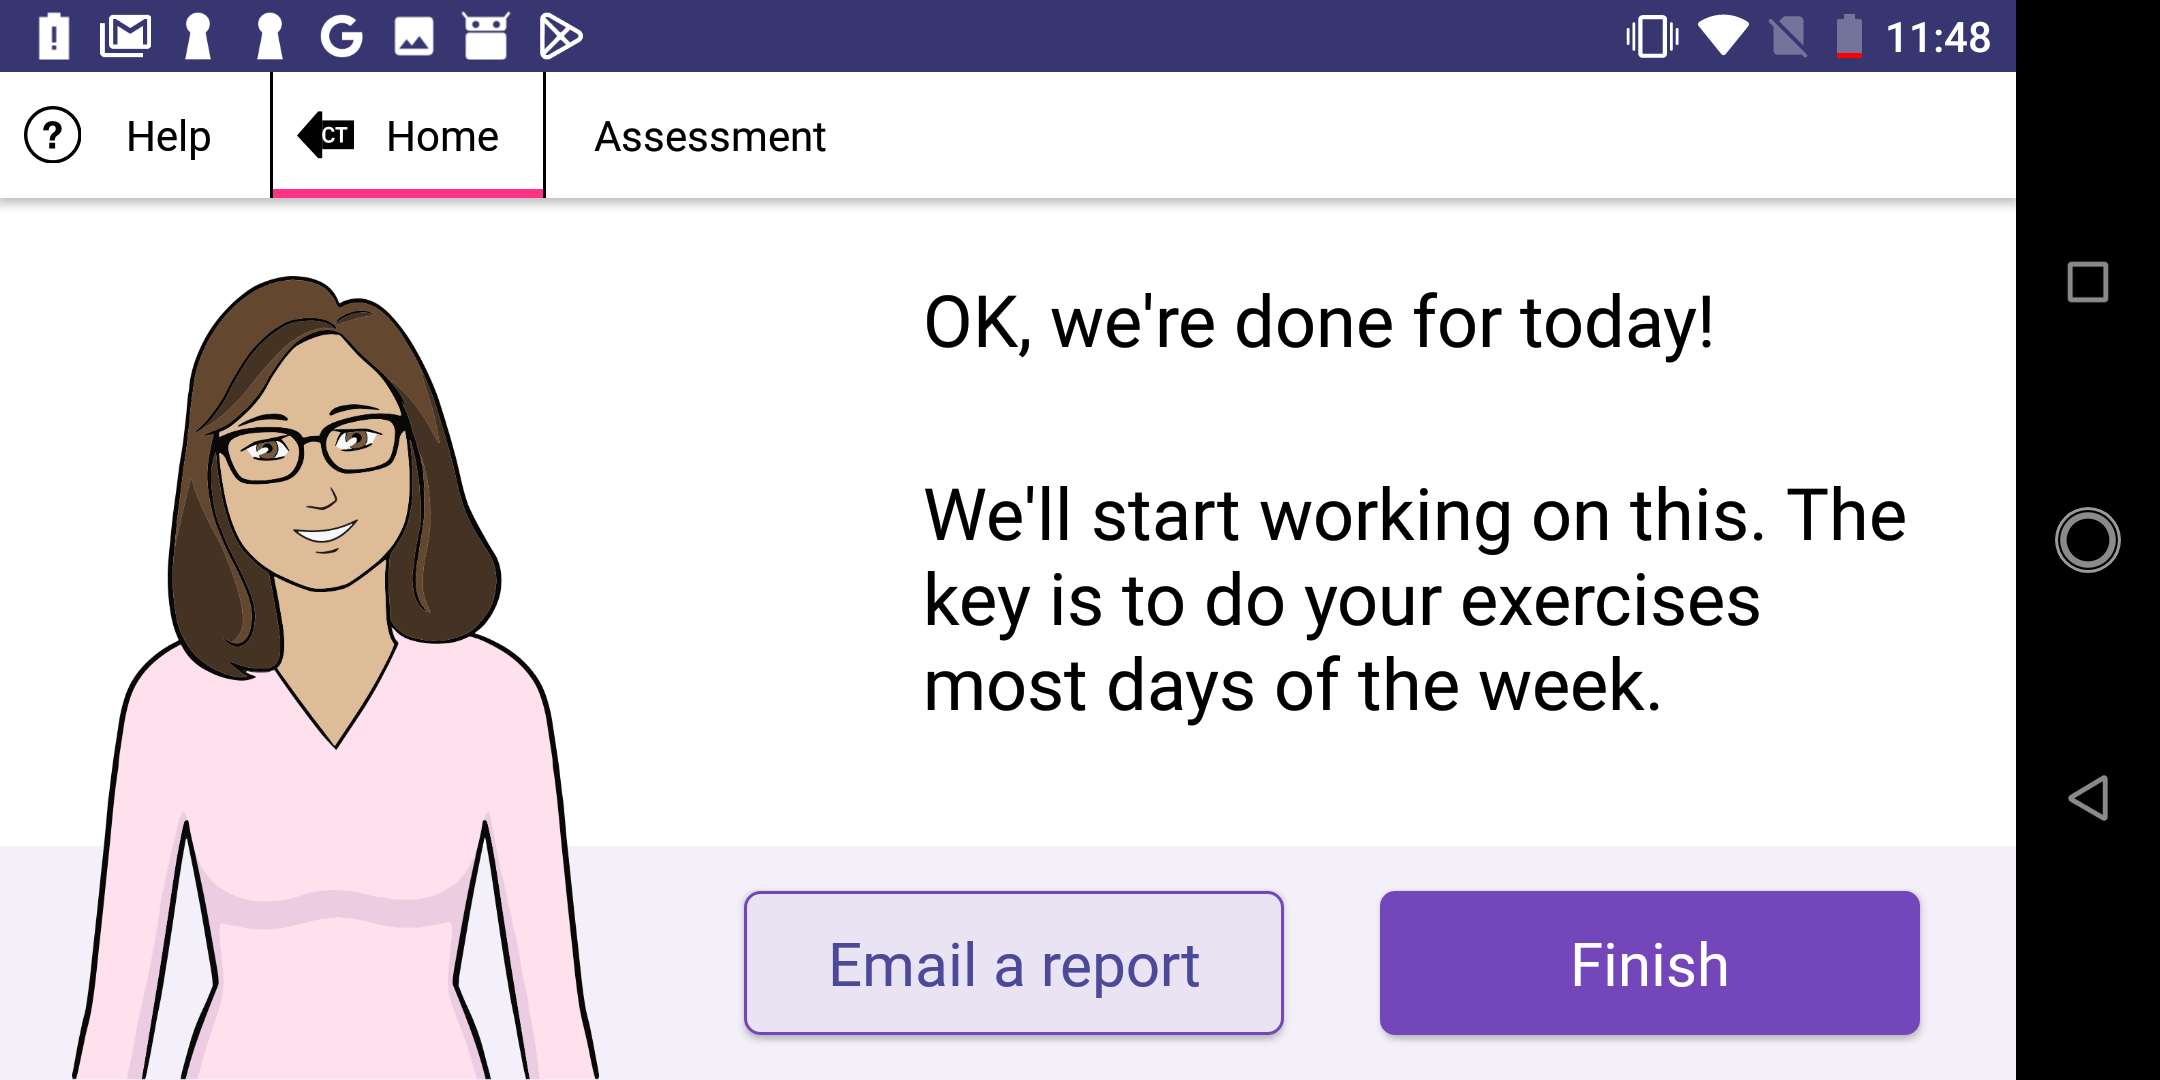 11:48
? Help
CT Home
Assessment
OK, we're done for today!
We'll start working on this. The
key is to do your exercises
most days of the week.
Email a report
Finish